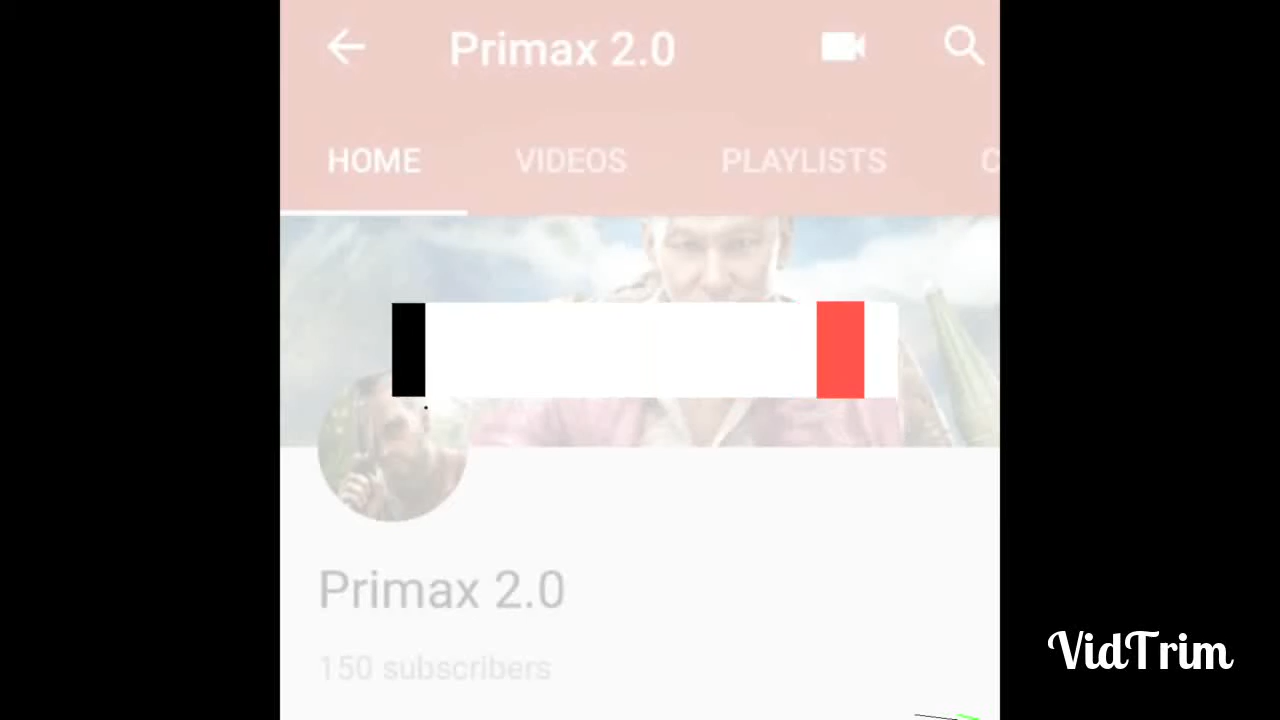 Primax 2.0
HOME VIDEOS PLAYLISTS C
Primax 2.0
150 subscribers
VidTrim